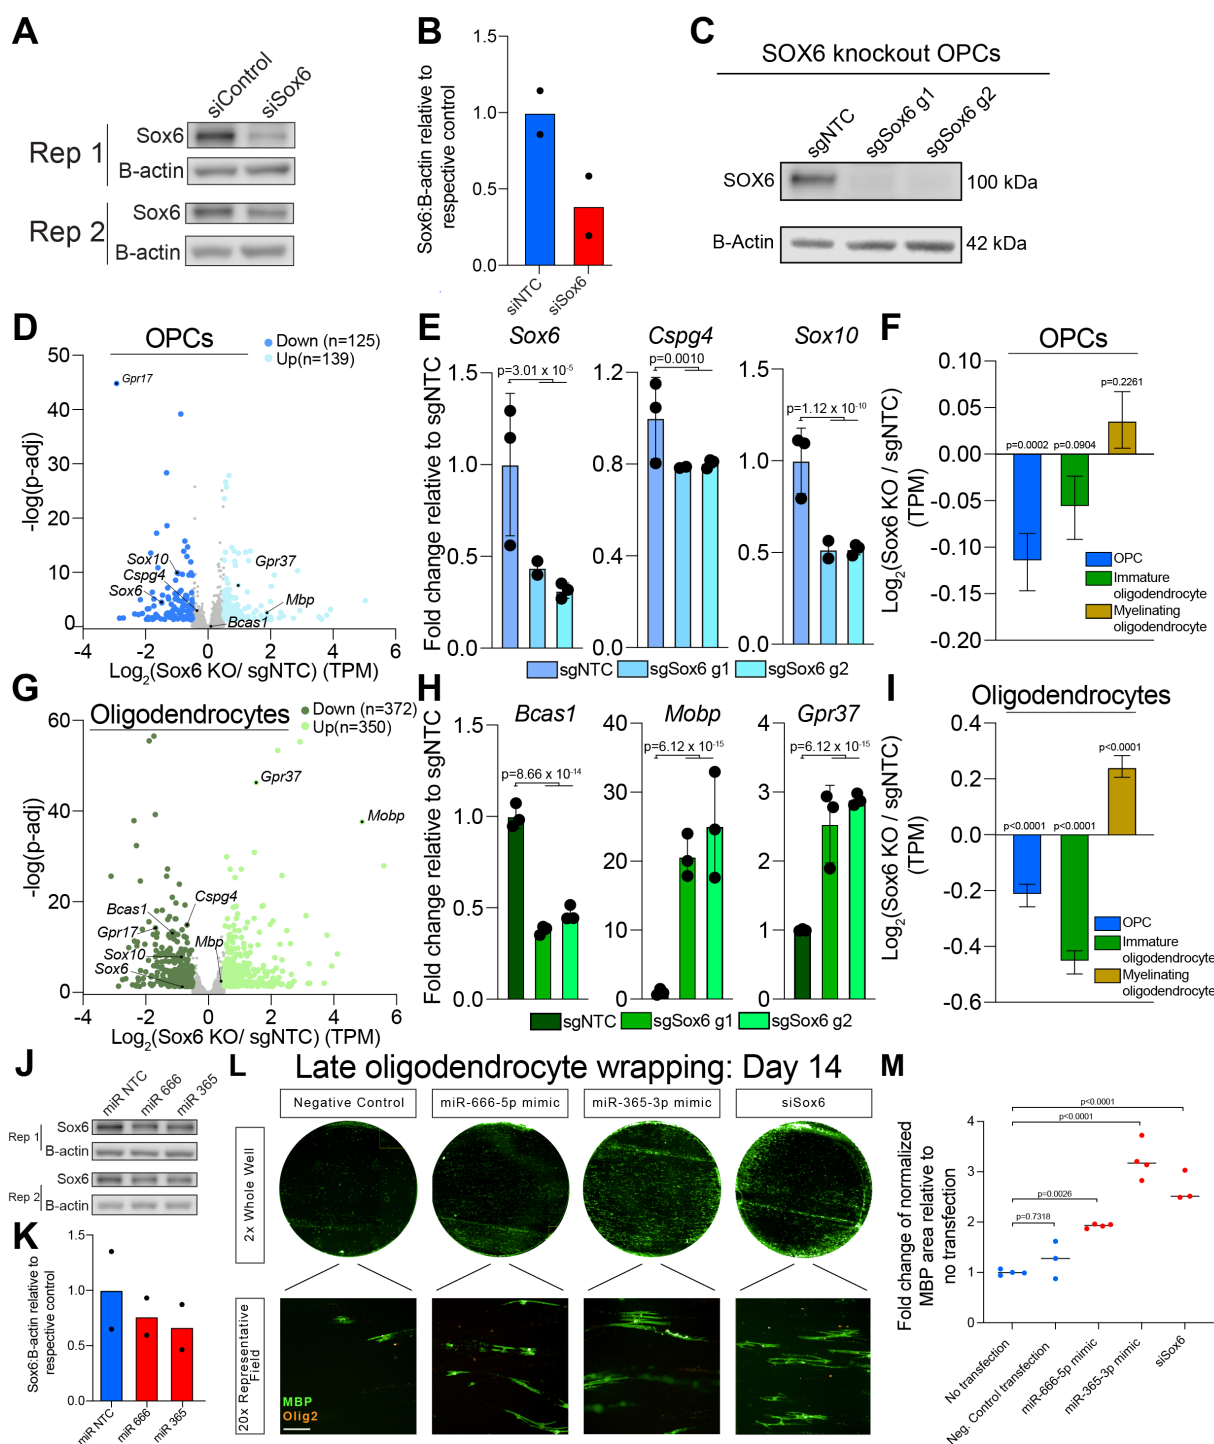 A
siControl
siSox6
Rep 1
Sox6
B-actin
Rep 2
Sox6
B-actin
B
Sox6:B-actin relative to
respective control
1.5
1.0
0.5
0.0
siNTC
siSox6
C
SOX6 knockout OPCs
sgNTC
sgSox6 g1
sgSox6 g2
SOX6
100 kDa
B-Actin
42 kDa
D
OPCs
Down (n=125)
Up(n=139)
-log(p-adj)
50
40
30
20
10
0
Gpr17
Sox10
Cspg4
Sox6
Gpr37
Mbp
Bcas1
-4
-2
0
2
4
6
Log2(Sox6 KO/ sgNTC) (TPM)
E
Fold change relative to sgNTC
Sox6
p=3.01 x 10-5
1.5
1.0
0.5
0.0
Cspg4
p=0.0010
1.2
0.8
0.4
0.0
Sox10
p=1.12 x 10-10
1.5
1.0
0.5
0.0
sgNTC
sgSox6 g1
sgSox6 g2
F
OPCs
Log2(Sox6 KO / sgNTC)
(TPM)
0.10
0.05
0.00
-0.05
-0.10
-0.15
-0.20
p=0.0002
p=0.0904
p=0.2261
OPC
Immature
oligodendrocyte
Myelinating
oligodendrocyte
G
Oligodendrocytes
Down (n=372)
Up(n=350)
-log(p-adj)
60
40
20
0
Gpr37
Mobp
Cspg4
Bcas1
Gpr17
Mbp
Sox10
Sox6
-4
-2
0
2
4
6
Log2(Sox6 KO/ sgNTC) (TPM)
H
Fold change relative to sgNTC
Bcas1
p=8.66 x 10-14
1.0
0.5
0.0
Mobp
p=6.12 x 10-15
40
30
20
10
0
Gpr37
p=6.12 x 10-15
4
3
2
1
0
sgNTC
sgSox6 g1
sgSox6 g2
I
Oligodendrocytes
Log2(Sox6 KO / sgNTC)
(TPM)
0.4
0.2
0.0
-0.2
-0.4
-0.6
p<0.0001
p<0.0001
p<0.0001
OPC
Immature
oligodendrocyte
Myelinating
oligodendrocyte
J
miR NTC
miR 666
miR 365
Rep 1
Sox6
B-actin
Rep 2
Sox6
B-actin
K
Sox6:B-actin relative to
respective control
1.5
1.0
0.5
0.0
miR NTC
miR 666
miR 365
L
Late oligodendrocyte wrapping: Day 14
Negative Control
miR-666-5p mimic
miR-365-3p mimic
siSox6
2x Whole Well
20x Representative
Field
MBP
Olig2
M
Fold change of normalized
MBP area relative to
no transfection
4
3
2
1
0
p<0.0001
p<0.0001
p=0.0026
p=0.7318
No transfection
Neg. Control transfection
miR-666-5p mimic
miR-365-3p mimic
siSox6